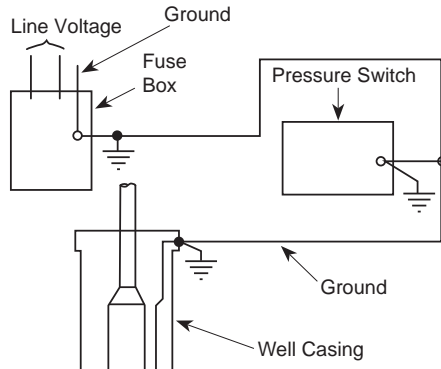 Ground
Line Voltage
Fuse
Box
Pressure Switch
Ground
Well Casing